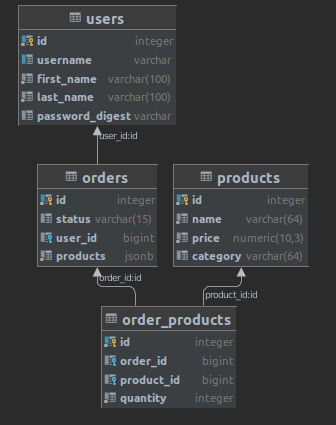 users
id integer
username varchar
first_name varchar(100)
last_name varchar(100)
password_digest varchar
user_id:id
orders
id integer
status varchar(15)
user_id bigint
products jsonb
products
id integer
name varchar(64)
price numeric(10,3)
category varchar(64)
order_id:id
product_id:id
order_products
id integer
order_id bigint
product_id bigint
quantity integer